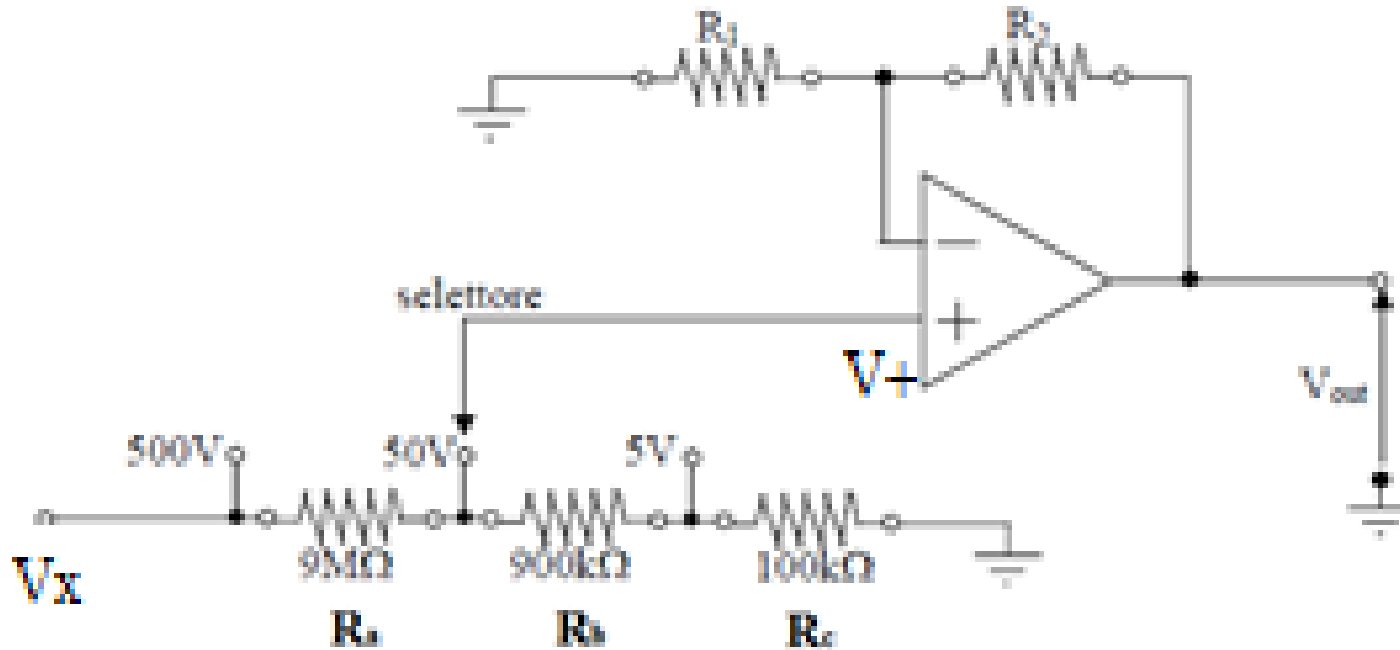 R₁ R₂
selettore
V+
Vout
500V 50V 5V
Vx
9MΩ 900kΩ 100kΩ
Ra Rb Rc